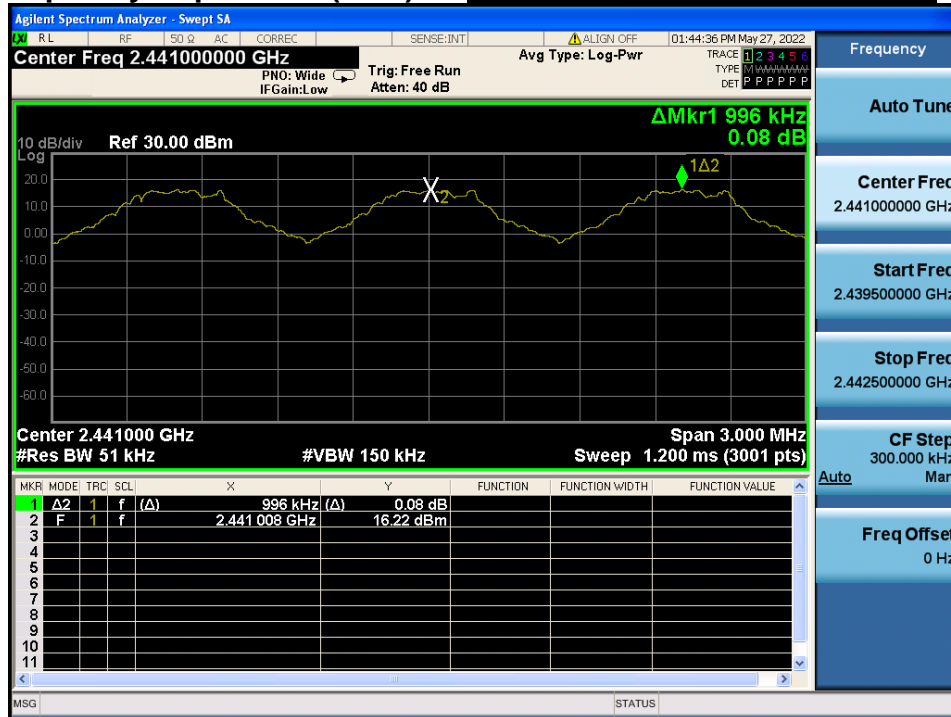 Agilent Spectrum Analyzer - Swept SA
LXI RL RF 50 Ω AC CORREC SENSE:INT ALIGN OFF 01:44:36 PM May 27, 2022
Center Freq 2.441000000 GHz
PNO: Wide
IFGain:Low
Trig: Free Run
Atten: 40 dB
Avg Type: Log-Pwr
TRACE 1 2 3 4 5 6
TYPE M
DET P P P P P P
ΔMkr1 996 kHz
0.08 dB
10 dB/div Ref 30.00 dBm
Log
20.0
10.0
0.00
-10.0
-20.0
-30.0
-40.0
-50.0
-60.0
1Δ2
X2
Center 2.441000 GHz Span 3.000 MHz
#Res BW 51 kHz #VBW 150 kHz Sweep 1.200 ms (3001 pts)
MKR MODE TRC SCL X Y FUNCTION FUNCTION WIDTH FUNCTION VALUE
1 Δ2 1 f (Δ) 996 kHz (Δ) 0.08 dB
2 F 1 f 2.441 008 GHz 16.22 dBm
3
4
5
6
7
8
9
10
11
MSG STATUS
Frequency
Auto Tune
Center Freq
2.441000000 GHz
Start Freq
2.439500000 GHz
Stop Freq
2.442500000 GHz
CF Step
300.000 kHz
Auto Man
Freq Offset
0 Hz